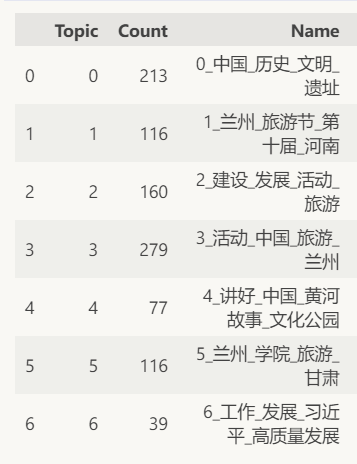 Topic Count Name
0 0 213 0_中国_历史_文明_
遗址
1 1 116 1_兰州_旅游节_第
十届_河南
2 2 160 2_建设_发展_活动_
旅游
3 3 279 3_活动_中国_旅游_
兰州
4 4 77 4_讲好_中国_黄河
故事_文化公园
5 5 116 5_兰州_学院_旅游_
甘肃
6 6 39 6_工作_发展_习近
平_高质量发展